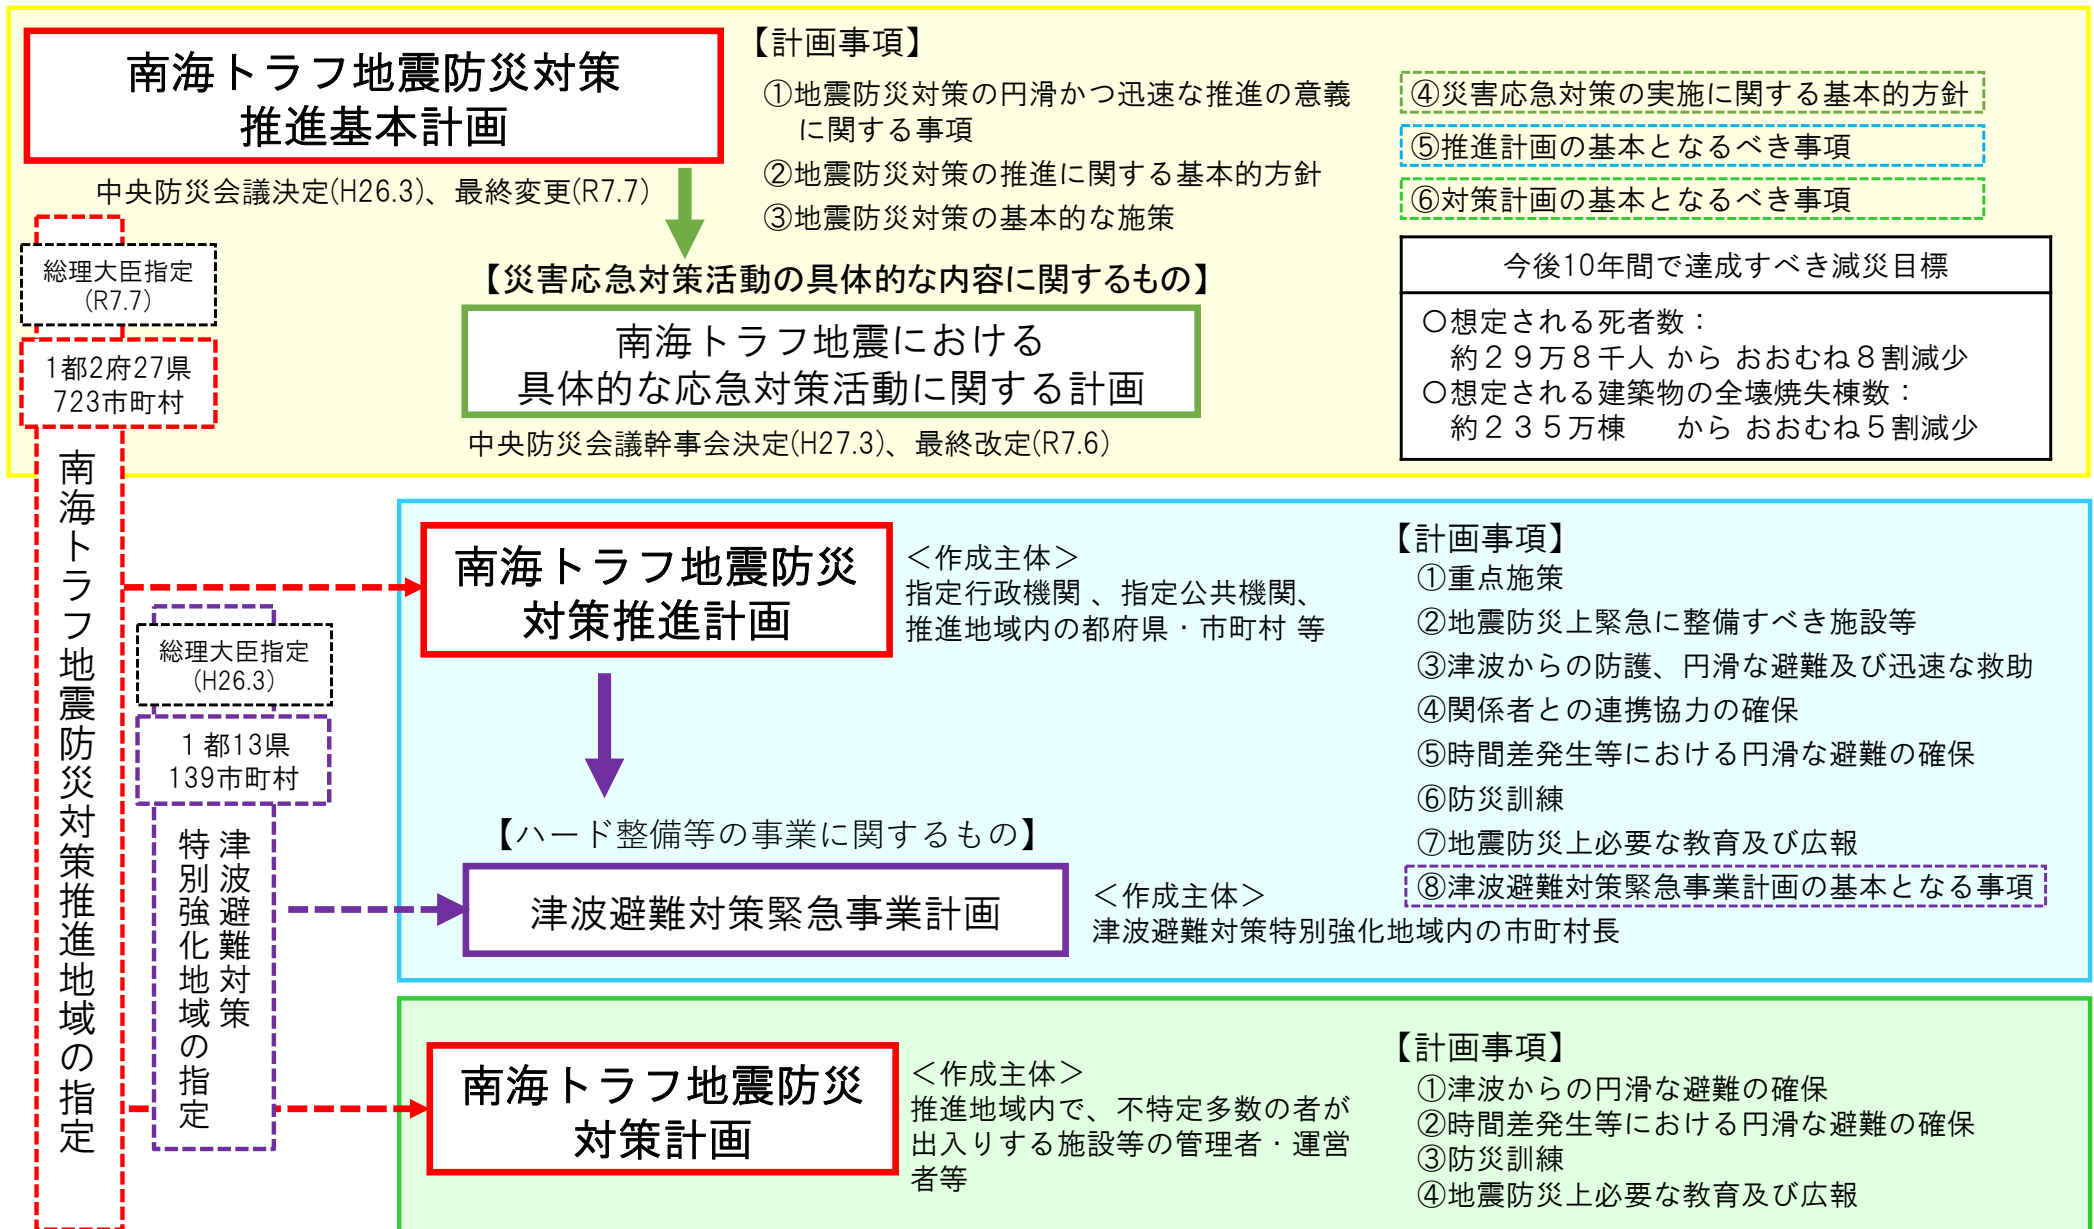 南海トラフ地震防災対策
推進基本計画
中央防災会議決定(H26.3)、最終変更(R7.7)
【計画事項】
①地震防災対策の円滑かつ迅速な推進の意義
に関する事項
②地震防災対策の推進に関する基本的方針
③地震防災対策の基本的な施策
④災害応急対策の実施に関する基本的方針
⑤推進計画の基本となるべき事項
⑥対策計画の基本となるべき事項
【災害応急対策活動の具体的な内容に関するもの】
南海トラフ地震における
具体的な応急対策活動に関する計画
中央防災会議幹事会決定(H27.3)、最終改定(R7.6)
今後10年間で達成すべき減災目標
〇想定される死者数：
約２９万８千人 から おおむね８割減少
〇想定される建築物の全壊焼失棟数：
約２３５万棟 から おおむね５割減少
総理大臣指定
(R7.7)
1都2府27県
723市町村
南海トラフ地震防災対策推進地域の指定
総理大臣指定
(H26.3)
１都13県
139市町村
津波避難対策
特別強化地域の指定
南海トラフ地震防災
対策推進計画
＜作成主体＞
指定行政機関 、指定公共機関、
推進地域内の都府県・市町村 等
【ハード整備等の事業に関するもの】
津波避難対策緊急事業計画
＜作成主体＞
津波避難対策特別強化地域内の市町村長
【計画事項】
①重点施策
②地震防災上緊急に整備すべき施設等
③津波からの防護、円滑な避難及び迅速な救助
④関係者との連携協力の確保
⑤時間差発生等における円滑な避難の確保
⑥防災訓練
⑦地震防災上必要な教育及び広報
⑧津波避難対策緊急事業計画の基本となる事項
南海トラフ地震防災
対策計画
＜作成主体＞
推進地域内で、不特定多数の者が
出入りする施設等の管理者・運営
者等
【計画事項】
①津波からの円滑な避難の確保
②時間差発生等における円滑な避難の確保
③防災訓練
④地震防災上必要な教育及び広報